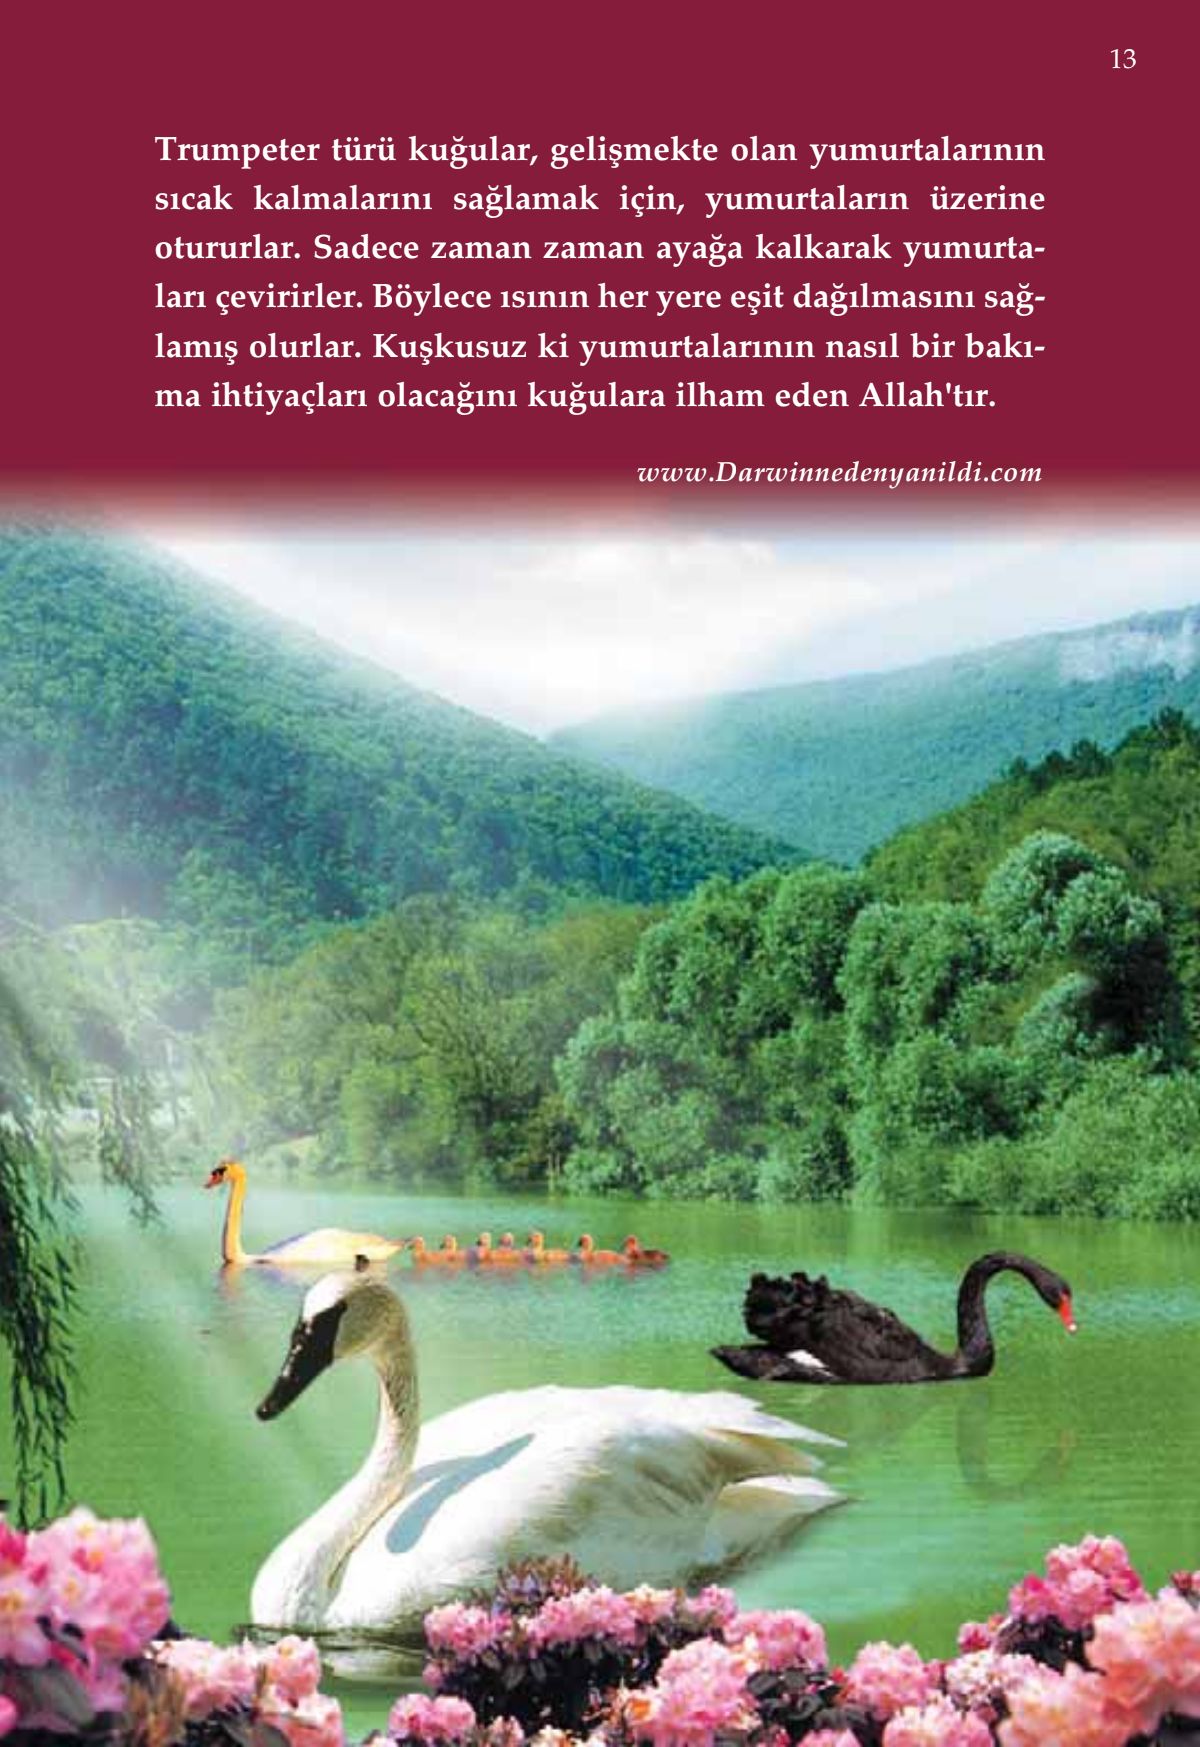 13
Trumpeter türü kuğular, gelişmekte olan yumurtalarının
sıcak kalmalarını sağlamak için, yumurtaların üzerine
otururlar. Sadece zaman zaman ayağa kalkarak yumurta-
ları çevirirler. Böylece ısının her yere eşit dağılmasını sağ-
lamış olurlar. Kuşkusuz ki yumurtalarının nasıl bir bakı-
ma ihtiyaçları olacağını kuğulara ilham eden Allah'tır.
www.Darwinnedenyanildi.com